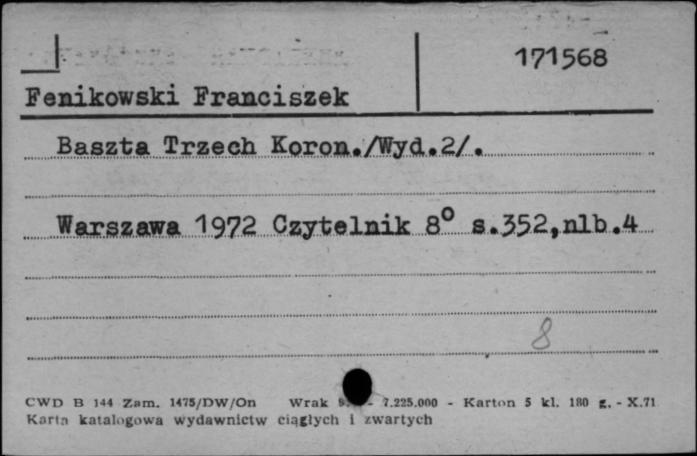 171568
Fenikowski Franciszek
Baszta Trzech Koron./Wyd.2/.
Warszawa 1972 Czytelnik 8° s.352,nlb.4
8
CWD B 144 Zam. 1475/DW/On Wrak - 7.225.000 - Karton 5 kl. 180 g. - X.71
Karta katalogowa wydawnictw ciągłych i zwartych